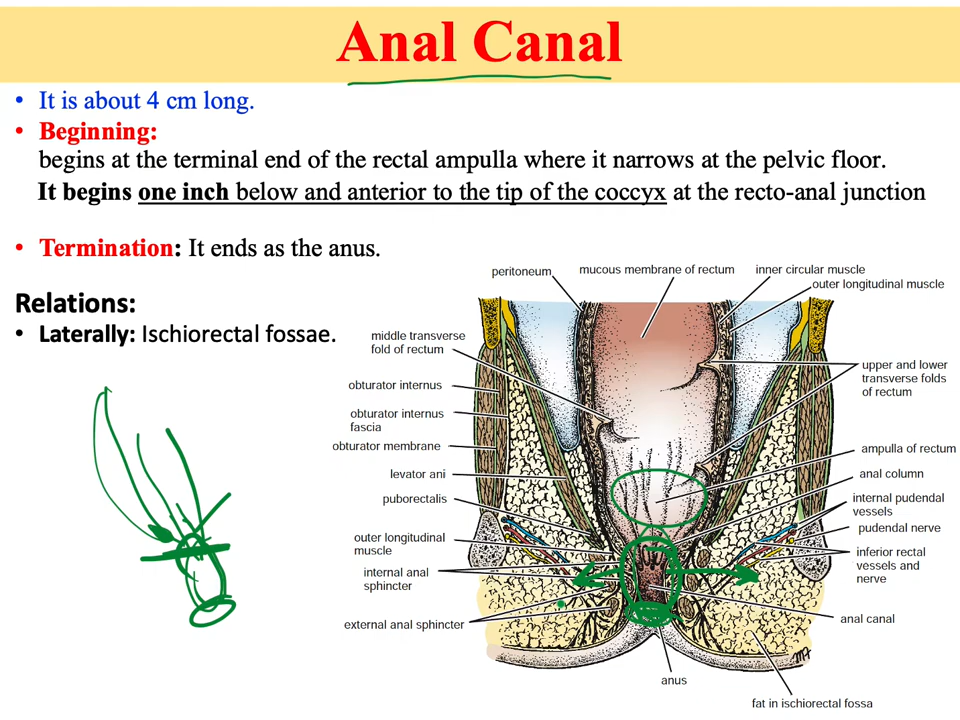 Anal Canal
• It is about 4 cm long.
• Beginning:
begins at the terminal end of the rectal ampulla where it narrows at the pelvic floor.
It begins one inch below and anterior to the tip of the coccyx at the recto-anal junction
• Termination: It ends as the anus.
Relations:
• Laterally: Ischiorectal fossae.
peritoneum
mucous membrane of rectum
inner circular muscle
outer longitudinal muscle
middle transverse
fold of rectum
obturator internus
obturator internus
fascia
obturator membrane
levator ani
puborectalis
outer longitudinal
muscle
internal anal
sphincter
external anal sphincter
upper and lower
transverse folds
of rectum
ampulla of rectum
anal column
internal pudendal
vessels
pudendal nerve
inferior rectal
vessels and
nerve
anal canal
anus
fat in ischiorectal fossa